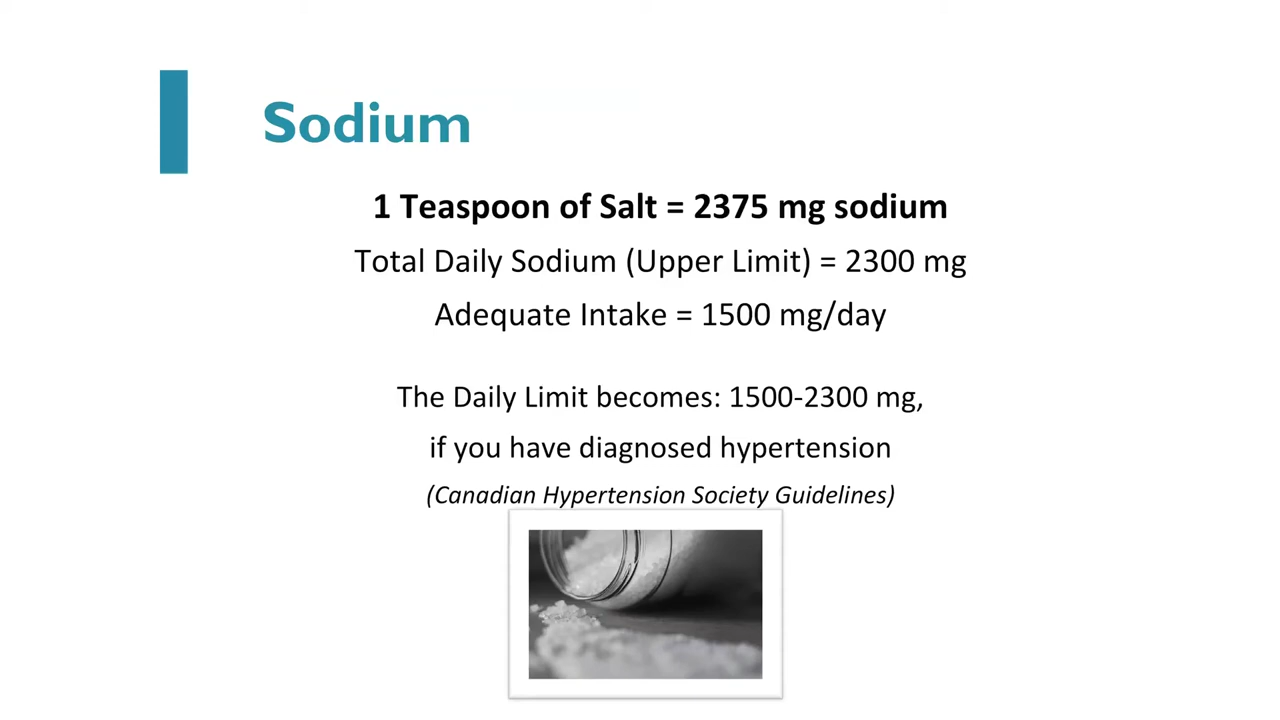 Sodium
1 Teaspoon of Salt = 2375 mg sodium
Total Daily Sodium (Upper Limit) = 2300 mg
Adequate Intake = 1500 mg/day
The Daily Limit becomes: 1500-2300 mg,
if you have diagnosed hypertension
(Canadian Hypertension Society Guidelines)